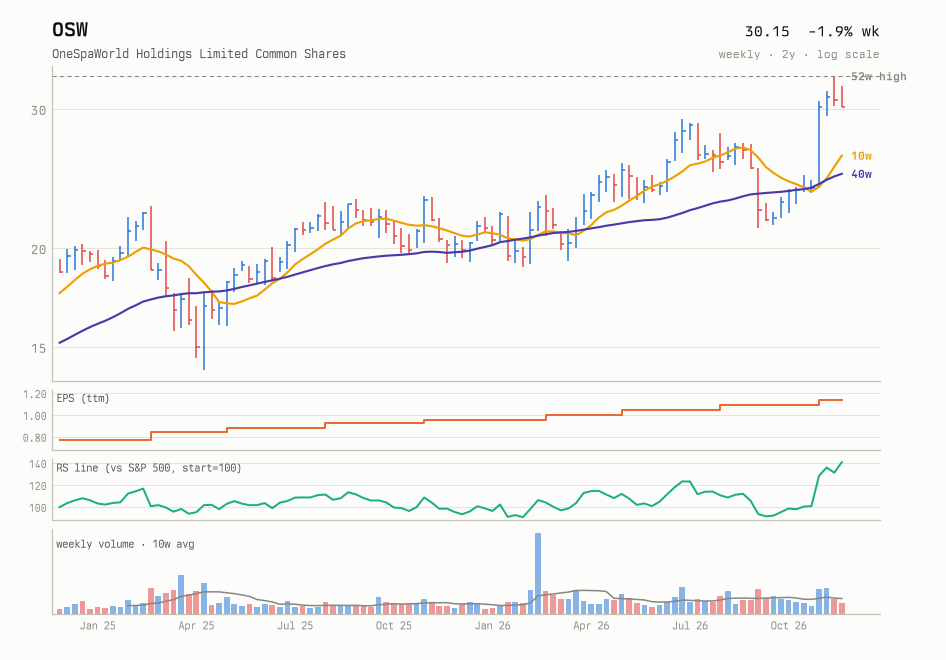 OSW
30.15 -1.9% wk
OneSpaWorld Holdings Limited Common Shares
weekly · 2y · log scale
52w high
30
10w
40w
20
15
1.20
EPS (ttm)
1.00
0.80
140
RS line (vs S&P 500, start=100)
120
100
weekly volume · 10w avg
Jan 25 Apr 25 Jul 25 Oct 25 Jan 26 Apr 26 Jul 26 Oct 26